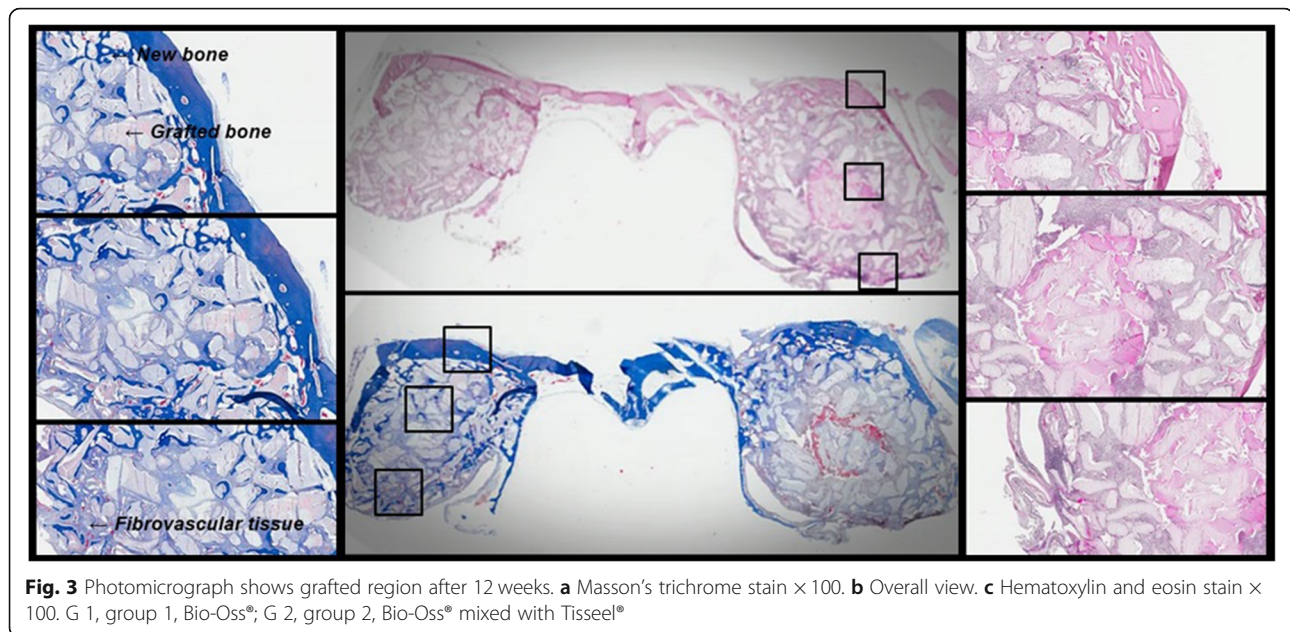 ← New bone
← Grafted bone
← Fibrovascular tissue
Fig. 3 Photomicrograph shows grafted region after 12 weeks. a Masson's trichrome stain × 100. b Overall view. c Hematoxylin and eosin stain ×
100. G 1, group 1, Bio-Oss®; G 2, group 2, Bio-Oss® mixed with Tisseel®